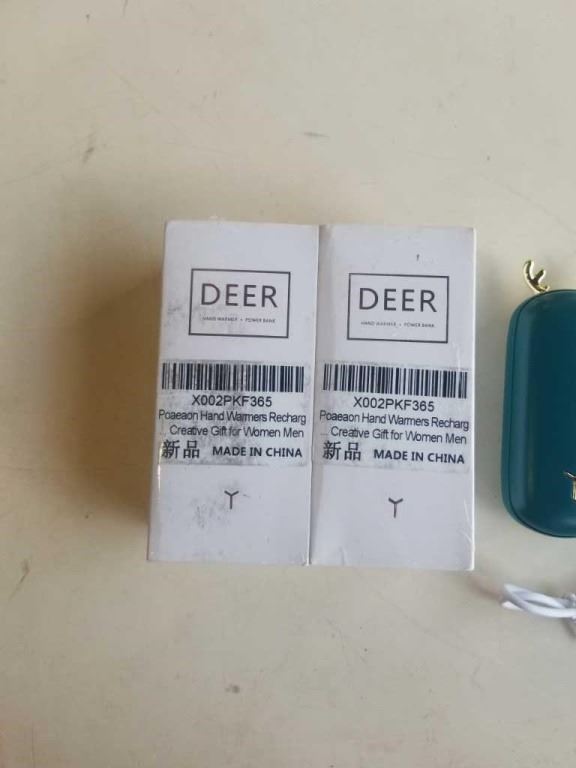 DEER
HAND WARMER • POWER BANK
X002PKF365
Poaeaon Hand Warmers Recharg
... Creative Gift for Women Men
新品 MADE IN CHINA
DEER
HAND WARMER • POWER BANK
X002PKF365
Poaeaon Hand Warmers Recharg
... Creative Gift for Women Men
新品 MADE IN CHINA